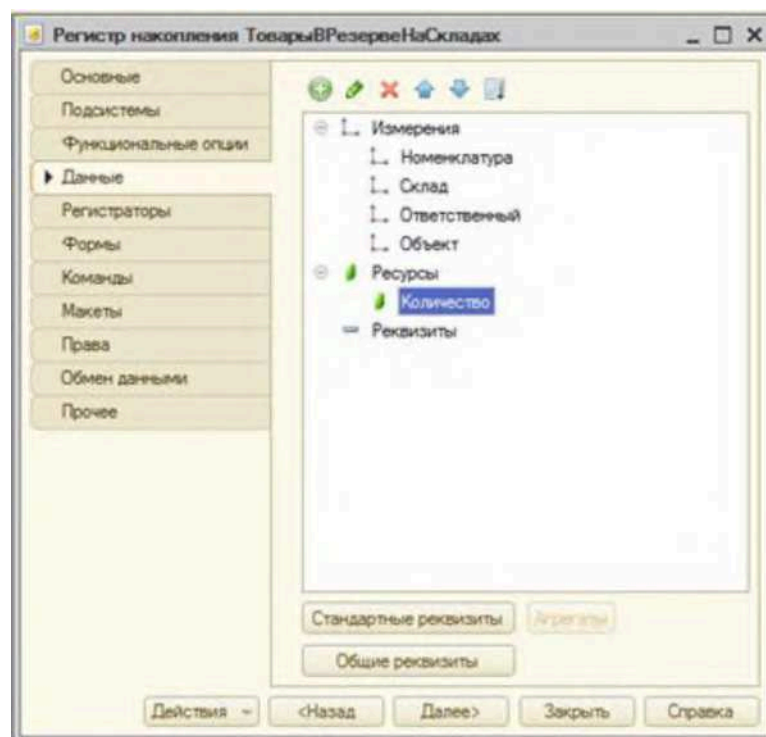 Регистр накопления ТоварыВРезервеНаСкладах
Основные
Подсистемы
Функциональные опции
Данные
Регистраторы
Формы
Команды
Макеты
Права
Обмен данными
Прочее
Измерения
Номенклатура
Склад
Ответственный
Объект
Ресурсы
Количество
Реквизиты
Стандартные реквизиты
Агрегаты
Общие реквизиты
Действия
<Назад
Далее>
Закрыть
Справка